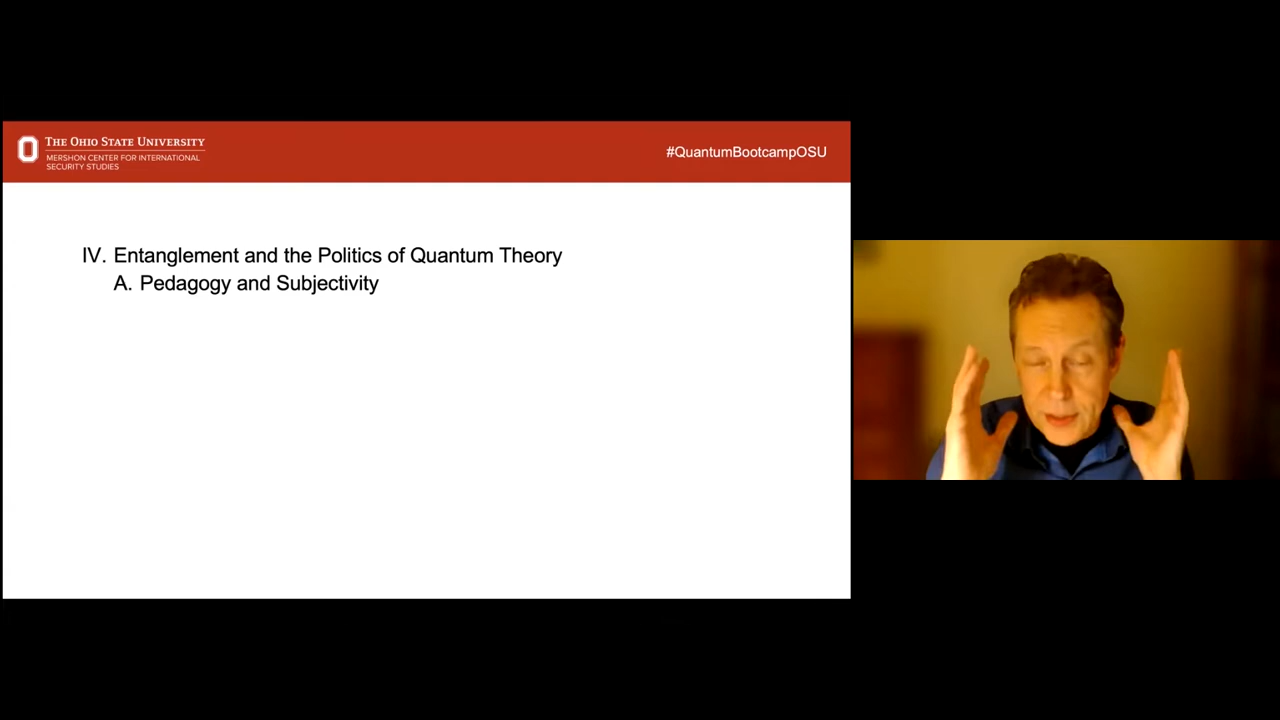 THE OHIO STATE UNIVERSITY
MERSHON CENTER FOR INTERNATIONAL
SECURITY STUDIES
#QuantumBootcampOSU
IV. Entanglement and the Politics of Quantum Theory
A. Pedagogy and Subjectivity